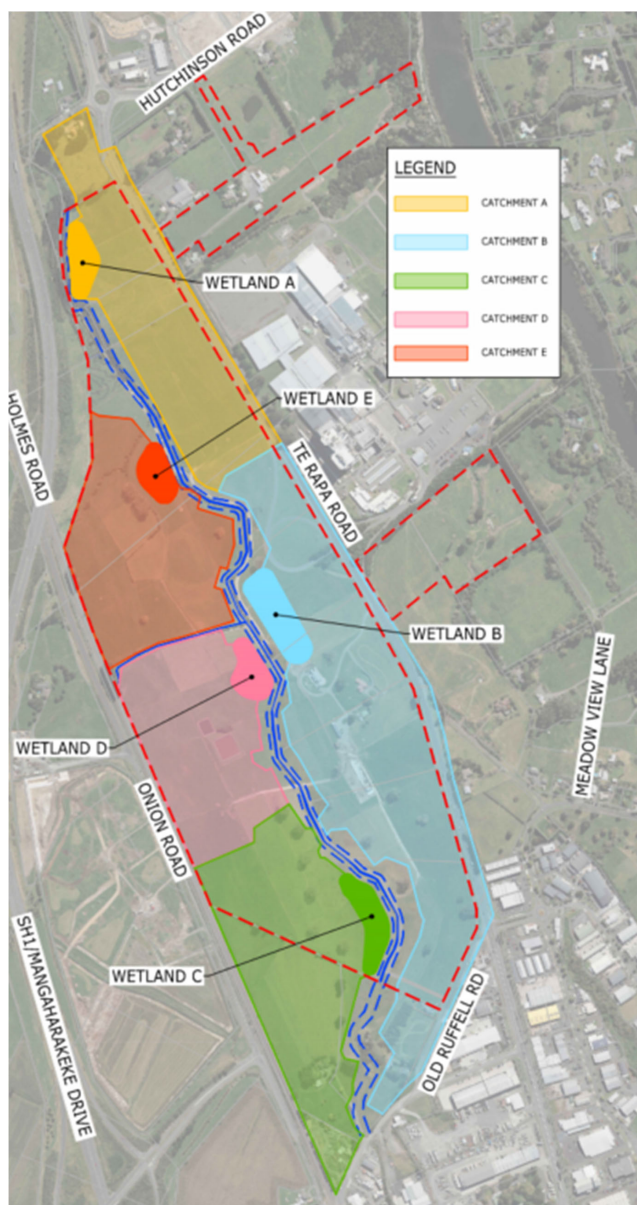 HUTCHINSON ROAD
LEGEND
CATCHMENT A
CATCHMENT B
CATCHMENT C
CATCHMENT D
CATCHMENT E
WETLAND A
WETLAND E
HOLMES ROAD
TE RAPA ROAD
WETLAND B
MEADOW VIEW LANE
WETLAND D
ONION ROAD
WETLAND C
SH1/MANGAHARAKEKE DRIVE
OLD RUFFELL RD